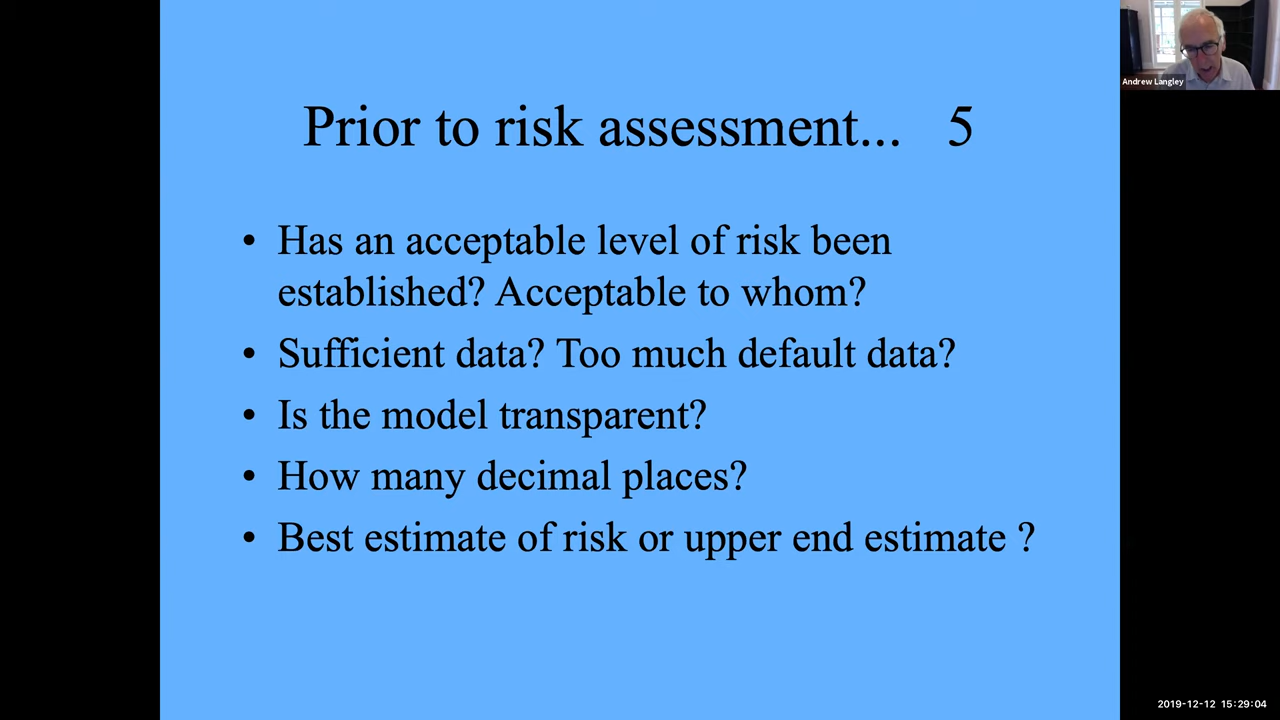 Andrew Langley
Prior to risk assessment... 5
• Has an acceptable level of risk been
established? Acceptable to whom?
• Sufficient data? Too much default data?
• Is the model transparent?
• How many decimal places?
• Best estimate of risk or upper end estimate ?
2019-12-12 15:29:04